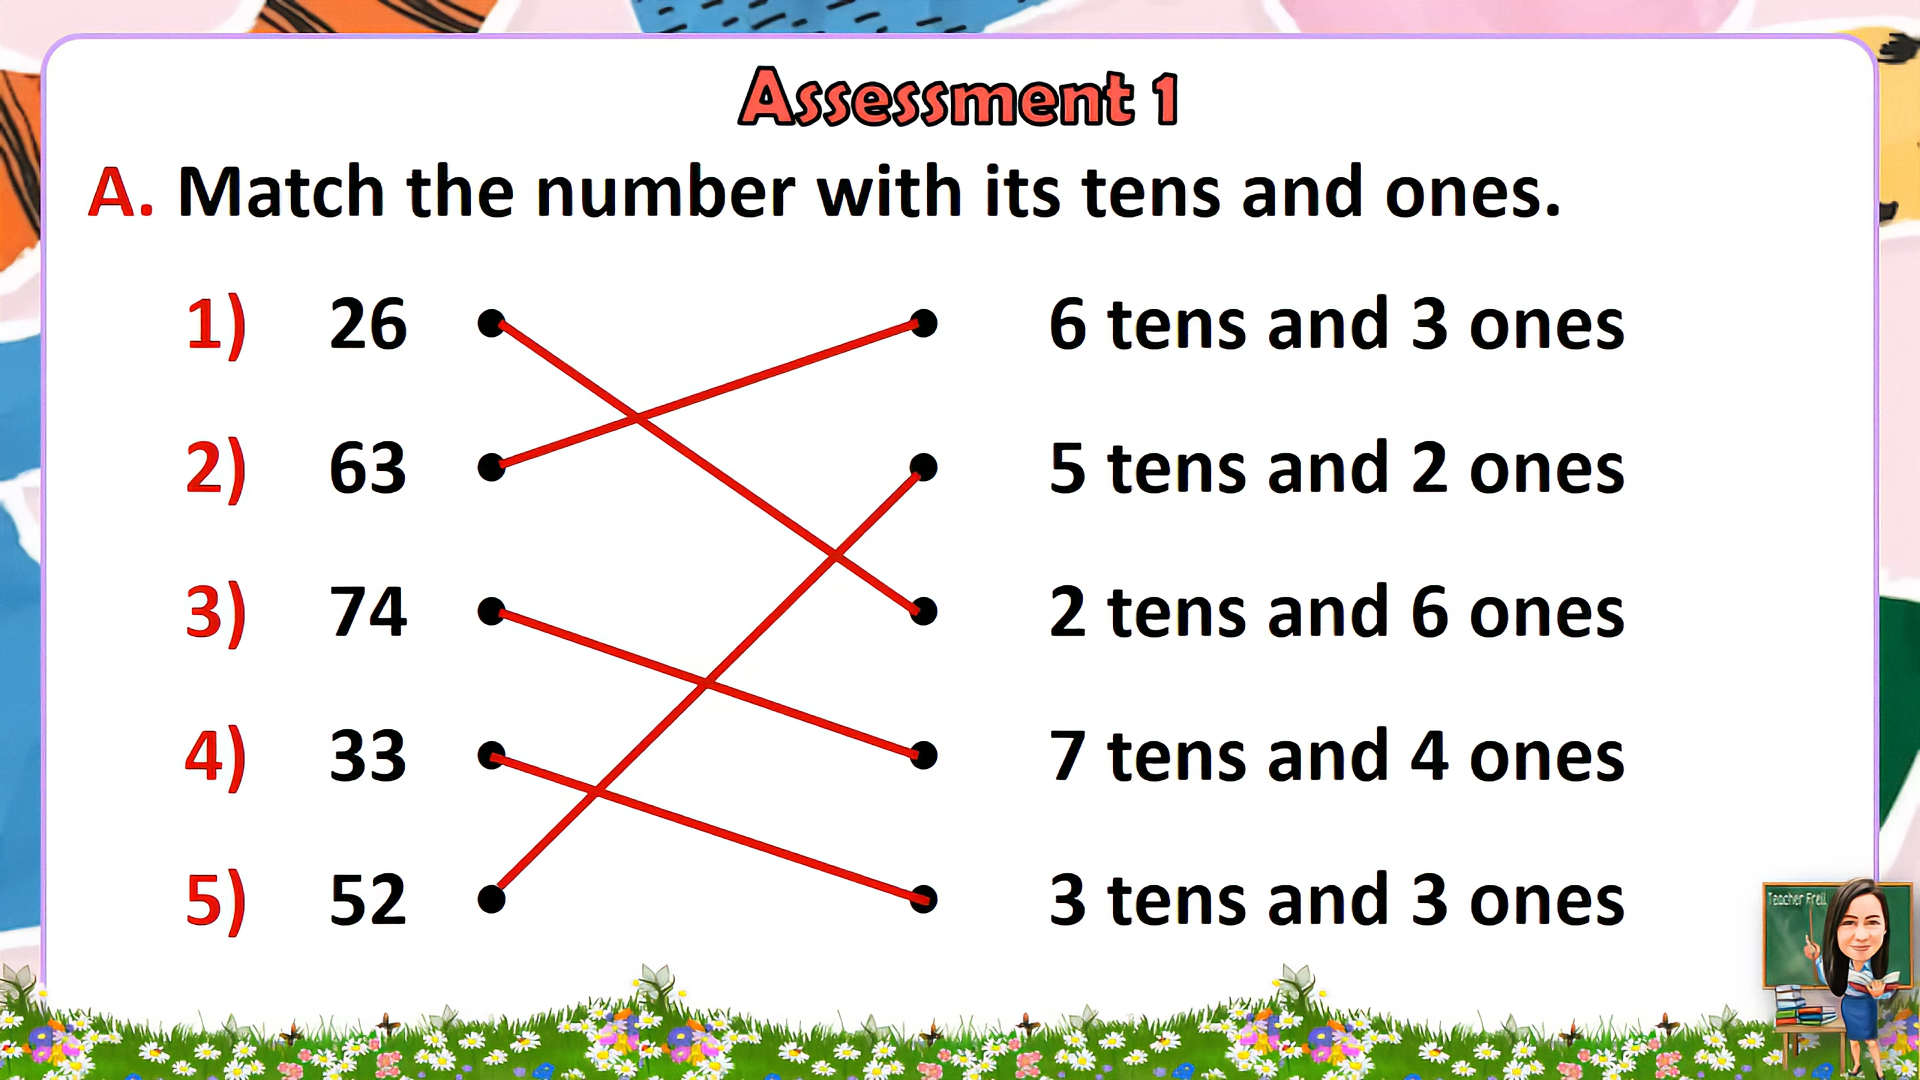 Assessment 1
A. Match the number with its tens and ones.
1) 26 6 tens and 3 ones
2) 63 5 tens and 2 ones
3) 74 2 tens and 6 ones
4) 33 7 tens and 4 ones
5) 52 3 tens and 3 ones
Teacher Frell